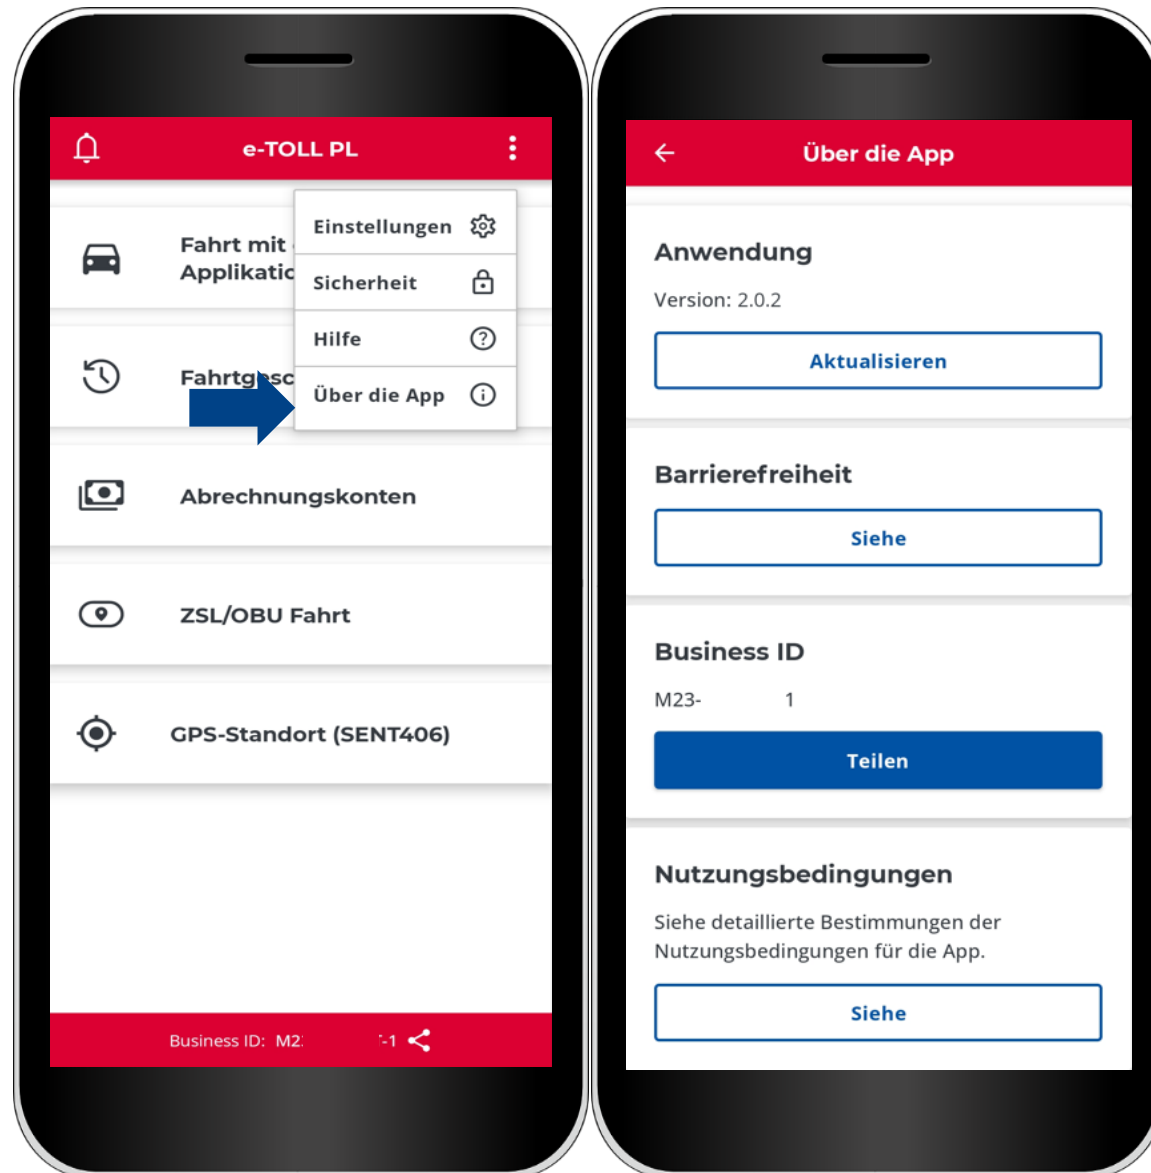 e-TOLL PL
Einstellungen
Fahrt mit
Applikatic
Sicherheit
Hilfe
Über die App
Abrechnungskonten
ZSL/OBU Fahrt
GPS-Standort (SENT406)
Business ID: M2 -1
Über die App
Anwendung
Version: 2.0.2
Aktualisieren
Barrierefreiheit
Siehe
Business ID
M23- 1
Teilen
Nutzungsbedingungen
Siehe detaillierte Bestimmungen der
Nutzungsbedingungen für die App.
Siehe